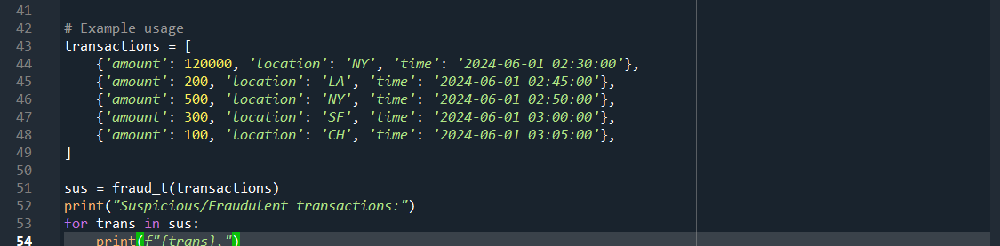 41
42 # Example usage
43 transactions = [
44     {'amount': 120000, 'location': 'NY', 'time': '2024-06-01 02:30:00'},
45     {'amount': 200, 'location': 'LA', 'time': '2024-06-01 02:45:00'},
46     {'amount': 500, 'location': 'NY', 'time': '2024-06-01 02:50:00'},
47     {'amount': 300, 'location': 'SF', 'time': '2024-06-01 03:00:00'},
48     {'amount': 100, 'location': 'CH', 'time': '2024-06-01 03:05:00'},
49 ]
50
51 sus = fraud_t(transactions)
52 print("Suspicious/Fraudulent transactions:")
53 for trans in sus:
54     print(f"{trans}.")